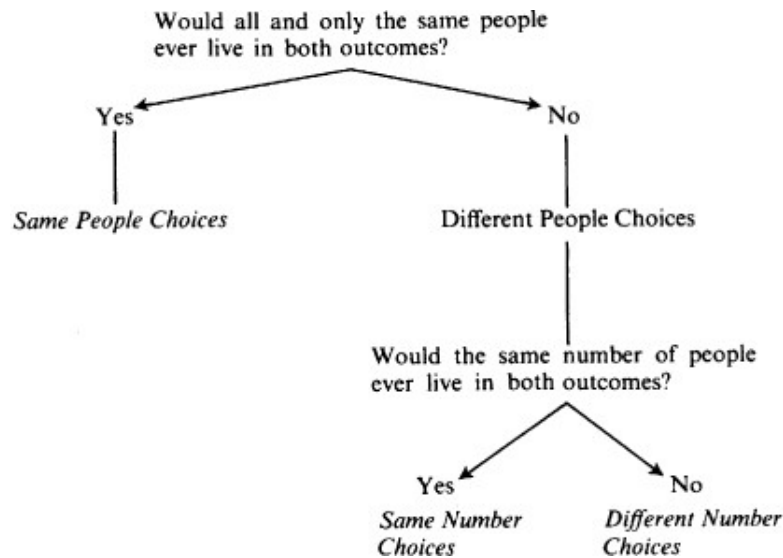 Would all and only the same people
ever live in both outcomes?
Yes
No
Same People Choices
Different People Choices
Would the same number of people
ever live in both outcomes?
Yes
No
Same Number
Choices
Different Number
Choices